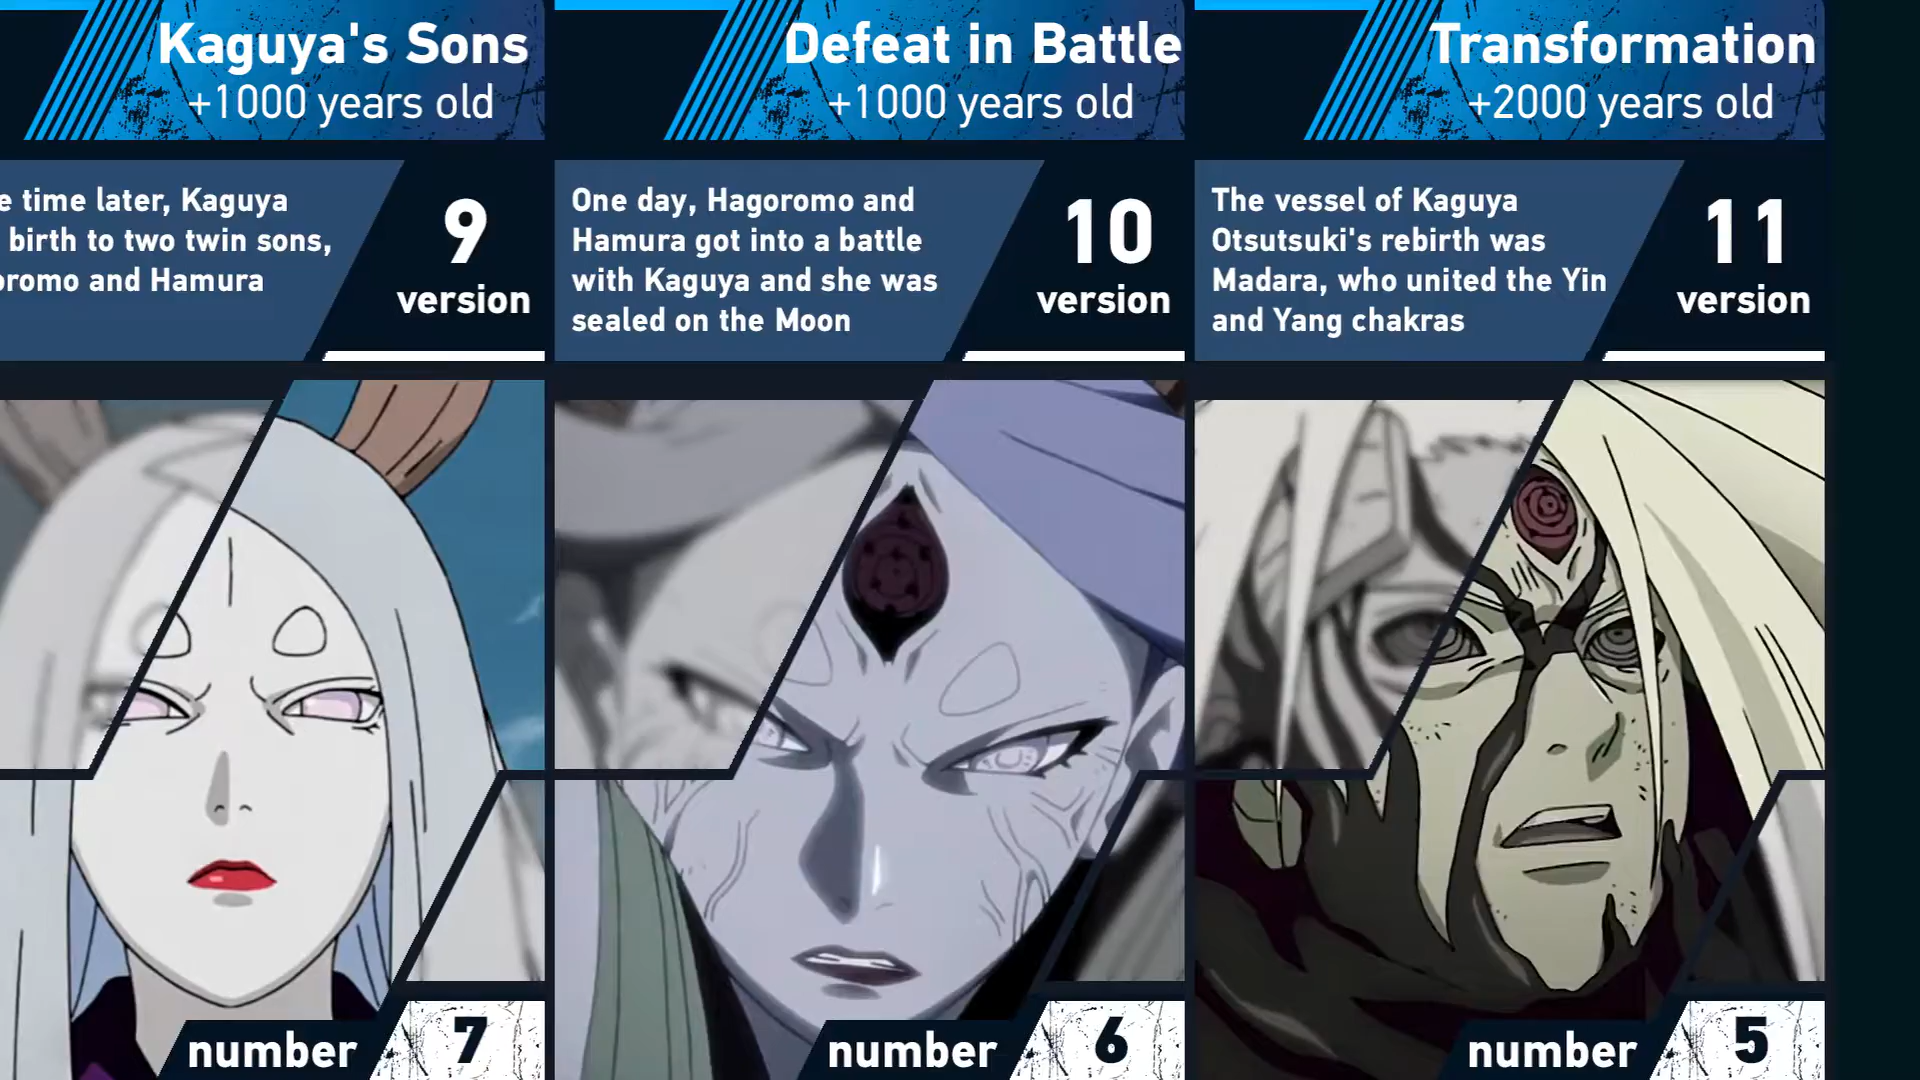 Kaguya's Sons
+1000 years old
e time later, Kaguya
birth to two twin sons,
oromo and Hamura
9
version
number
7
Defeat in Battle
+1000 years old
One day, Hagoromo and
Hamura got into a battle
with Kaguya and she was
sealed on the Moon
10
version
number
6
Transformation
+2000 years old
The vessel of Kaguya
Otsutsuki's rebirth was
Madara, who united the Yin
and Yang chakras
11
version
number
5